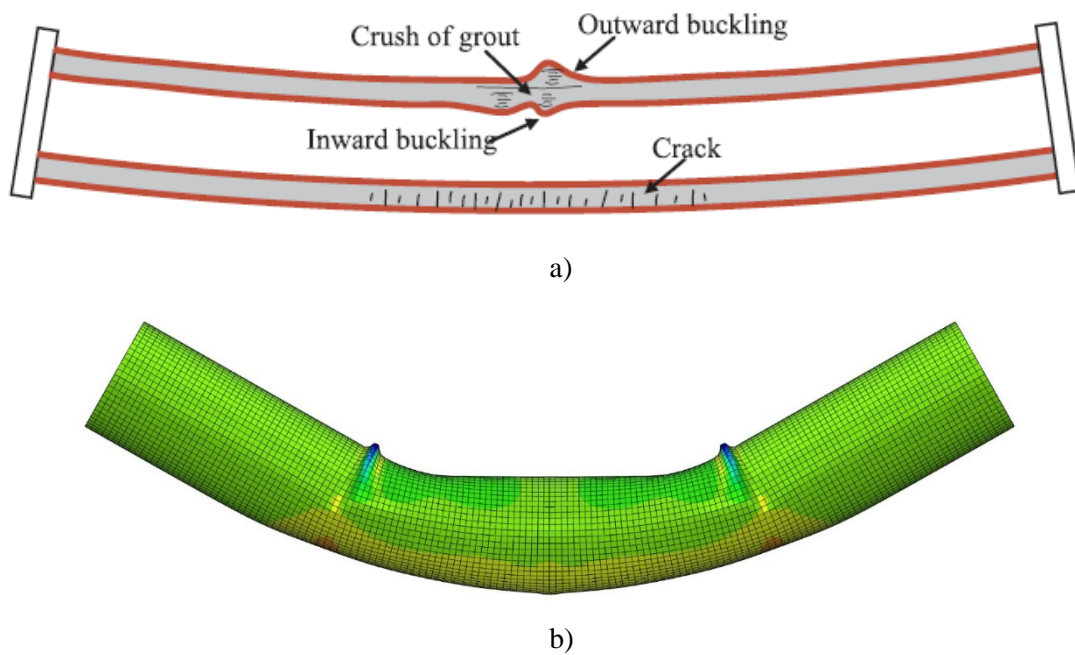 Outward buckling
Crush of grout
Inward buckling
Crack
a)
b)